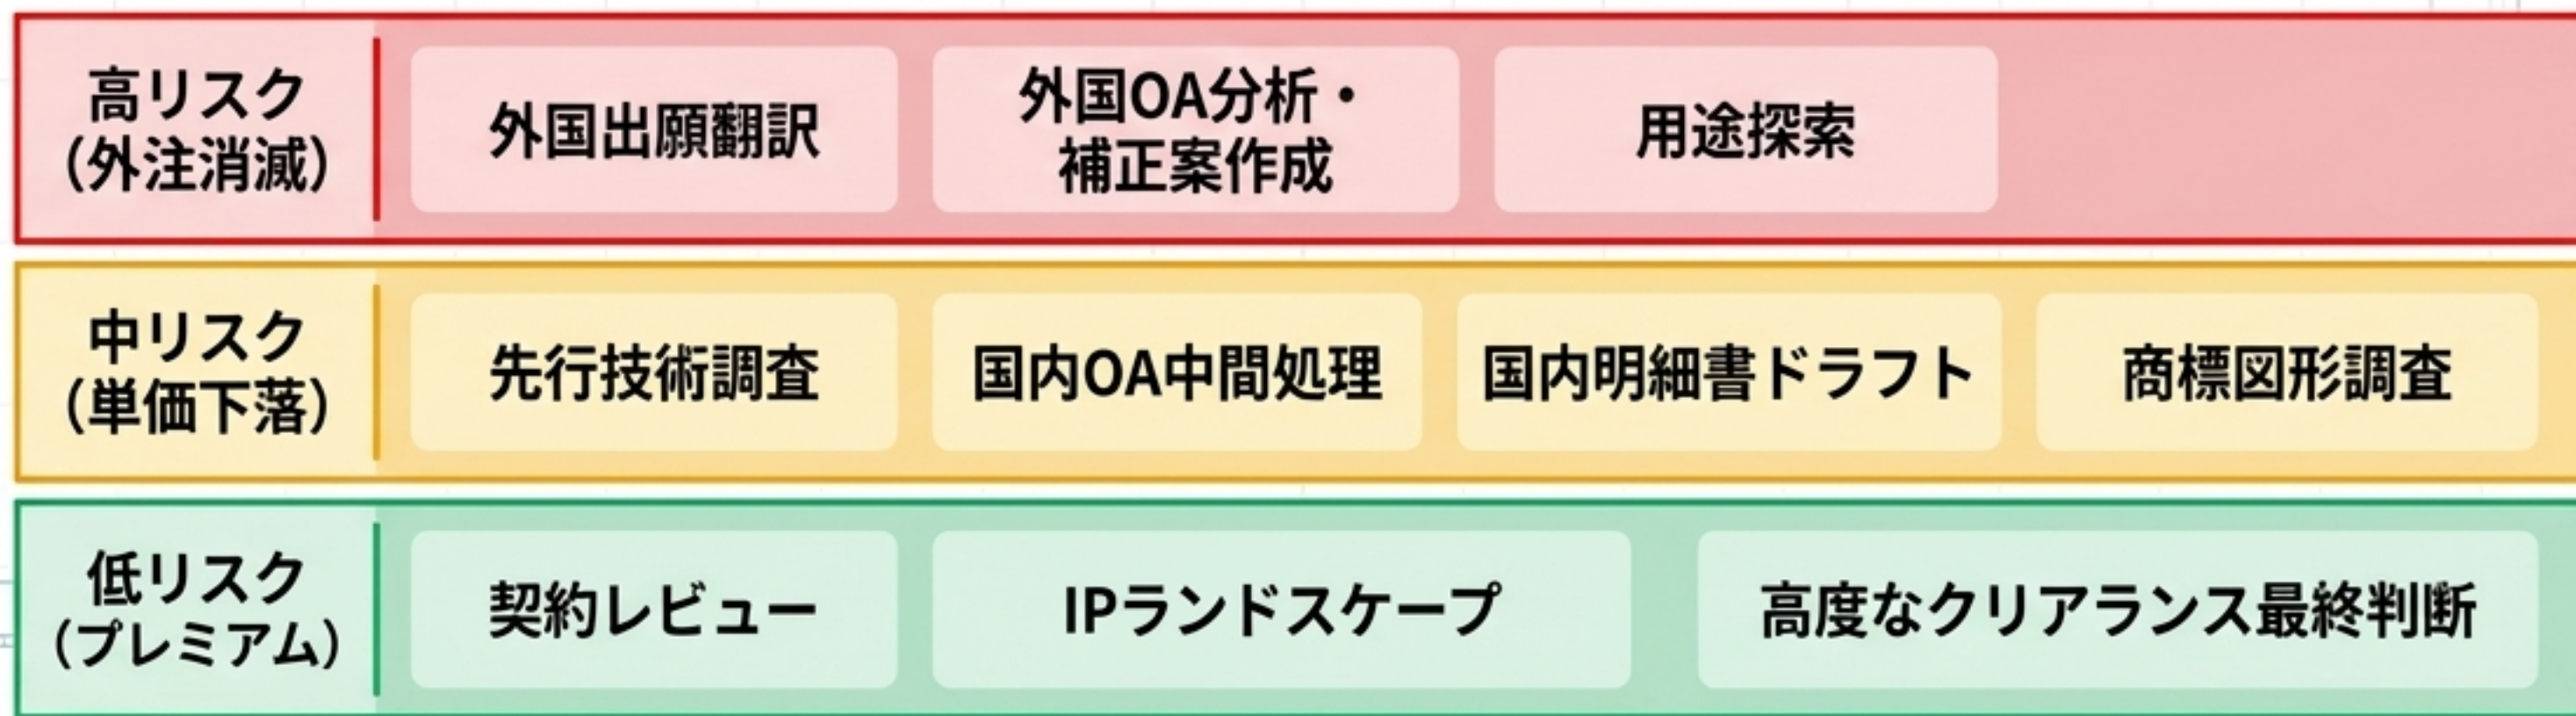 高リスク
（外注消滅）
外国出願翻訳
外国OA分析・
補正案作成
用途探索
中リスク
（単価下落）
先行技術調査
国内OA中間処理
国内明細書ドラフト
商標図形調査
低リスク
（プレミアム）
契約レビュー
IPランドスケープ
高度なクリアランス最終判断